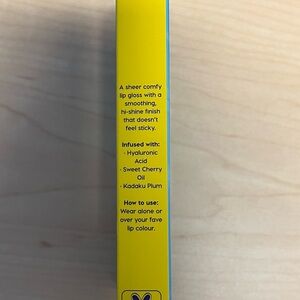 A sheer comfy
lip gloss with a
smoothing,
hi-shine finish
that doesn't
feel sticky.
Infused with:
· Hyaluronic
Acid
· Sweet Cherry
Oil
· Kadaku Plum
How to use:
Wear alone or
over your fave
lip colour.